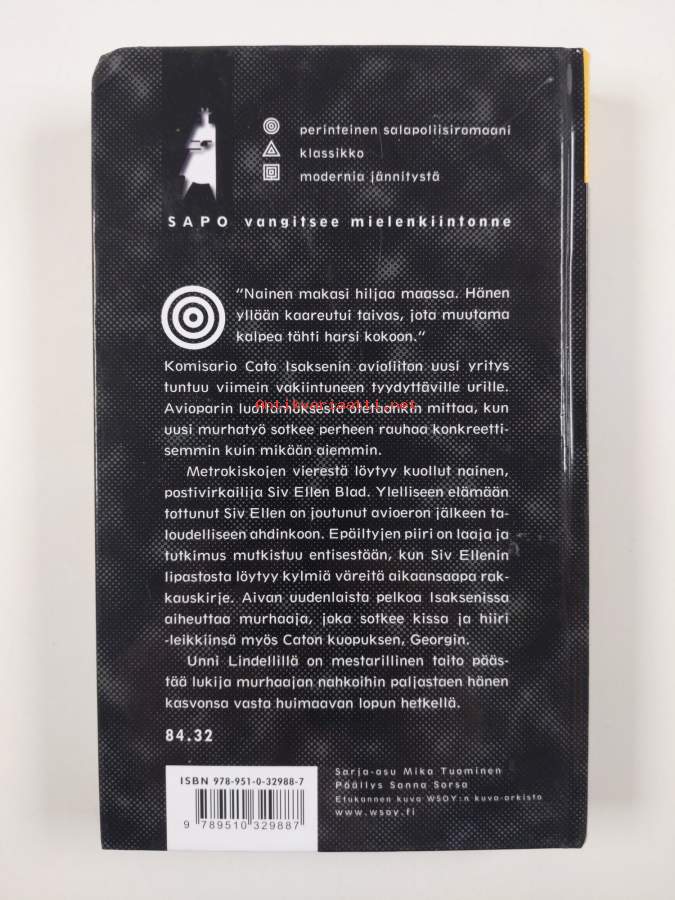 perinteinen salapoliisiromaani
klassikko
modernia jännitystä
SAPO vangitsee mielenkiintonne
“Nainen makasi hiljaa maassa. Hänen
yllään kaareutui taivas, jota muutama
kalpea tähti harsi kokoon.“
Komisario Cato Isaksenin avioliiton uusi yritys
tuntuu viimein vakiintuneen tyydyttäville urille.
Avioparin luottamuksesta otetaankin mittaa, kun
Antikvariaatti.net
uusi murhatyö sotkee perheen rauhaa konkreetti-
semmin kuin mikään aiemmin.
Metrokiskojen vierestä löytyy kuollut nainen,
postivirkailija Siv Ellen Blad. Ylelliseen elämään
tottunut Siv Ellen on joutunut avioeron jälkeen ta-
loudelliseen ahdinkoon. Epäiltyjen piiri on laaja ja
tutkimus mutkistuu entisestään, kun Siv Ellenin
lipastosta löytyy kylmiä väreitä aikaansaapa rak-
kauskirje. Aivan uudenlaista pelkoa Isaksenissa
aiheuttaa murhaaja, joka sotkee kissa ja hiiri
-leikkiinsä myös Caton kuopuksen, Georgin.
Unni Lindellillä on mestarillinen taito pääs-
tää lukija murhaajan nahkoihin paljastaen hänen
kasvonsa vasta huimaavan lopun hetkellä.
84.32
ISBN 978-951-0-32988-7
9 789510 329887
Sarja-asu Mika Tuominen
Päällys Sanna Sorsa
Etukannen kuva WSOY:n kuva-arkisto
www.wsoy.fi